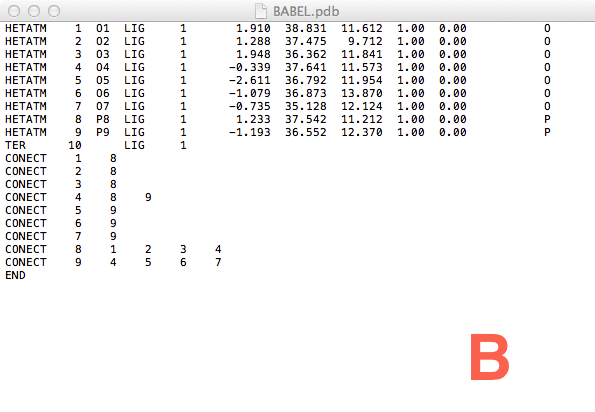 BABEL.pdb
HETATM    1  O1  LIG     1       1.910  38.831  11.612  1.00  0.00           O
HETATM    2  O2  LIG     1       1.288  37.475   9.712  1.00  0.00           O
HETATM    3  O3  LIG     1       1.948  36.362  11.841  1.00  0.00           O
HETATM    4  O4  LIG     1      -0.339  37.641  11.573  1.00  0.00           O
HETATM    5  O5  LIG     1      -2.611  36.792  11.954  1.00  0.00           O
HETATM    6  O6  LIG     1      -1.079  36.873  13.870  1.00  0.00           O
HETATM    7  O7  LIG     1      -0.735  35.128  12.124  1.00  0.00           O
HETATM    8  P8  LIG     1       1.233  37.542  11.212  1.00  0.00           P
HETATM    9  P9  LIG     1      -1.193  36.552  12.370  1.00  0.00           P
TER      10      LIG     1
CONECT    1    8
CONECT    2    8
CONECT    3    8
CONECT    4    8    9
CONECT    5    9
CONECT    6    9
CONECT    7    9
CONECT    8    1    2    3    4
CONECT    9    4    5    6    7
END
B